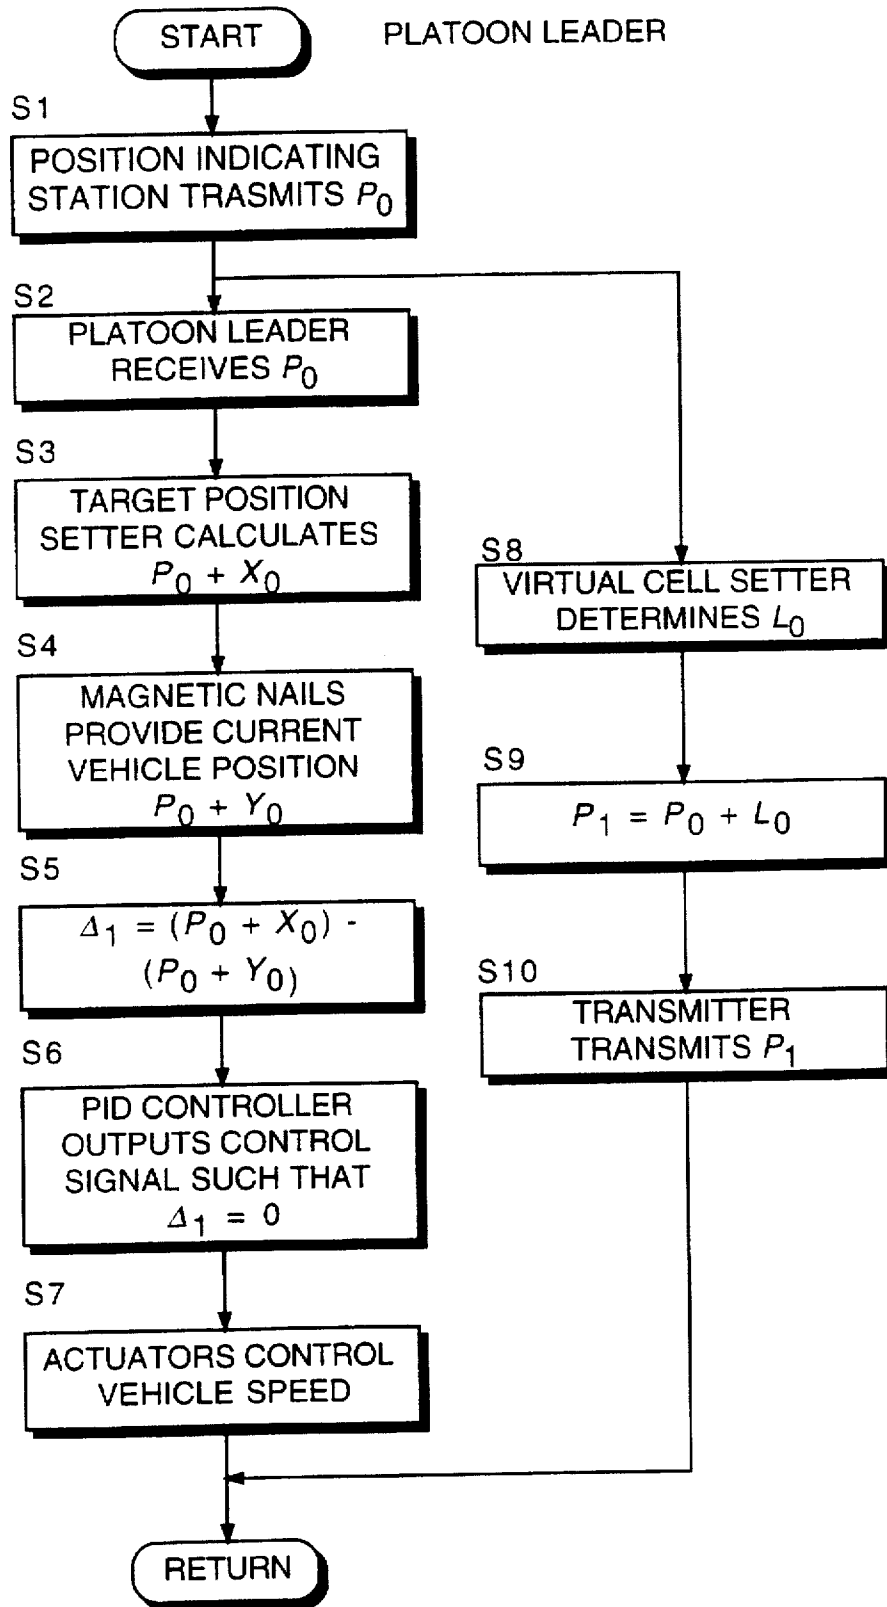 START
PLATOON LEADER
S1
POSITION INDICATING
STATION TRASMITS P0
S2
PLATOON LEADER
RECEIVES P0
S3
TARGET POSITION
SETTER CALCULATES
P0 + X0
S4
MAGNETIC NAILS
PROVIDE CURRENT
VEHICLE POSITION
P0 + Y0
S5
Δ1 = (P0 + X0) -
(P0 + Y0)
S6
PID CONTROLLER
OUTPUTS CONTROL
SIGNAL SUCH THAT
Δ1 = 0
S7
ACTUATORS CONTROL
VEHICLE SPEED
S8
VIRTUAL CELL SETTER
DETERMINES L0
S9
P1 = P0 + L0
S10
TRANSMITTER
TRANSMITS P1
RETURN